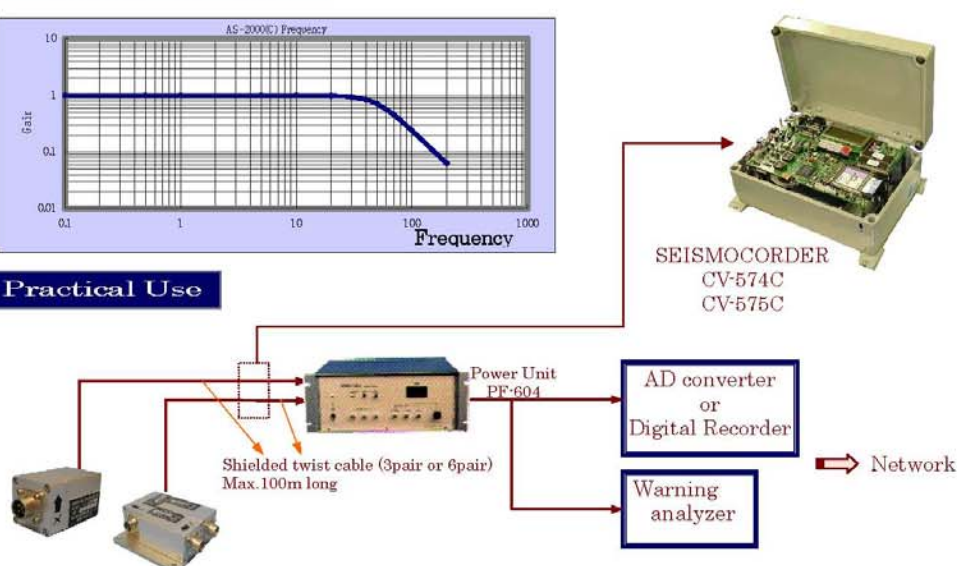 AS-2000(C) Frequency
10
1
0.1
0.01
Gair
0.1
1
10
100
1000
Frequency
SEISMOCORDER
CV-574C
CV-575C
Practical Use
Power Unit
PF-604
AD converter
or
Digital Recorder
Shielded twist cable (3pair or 6pair)
Max.100m long
Network
Warning
analyzer